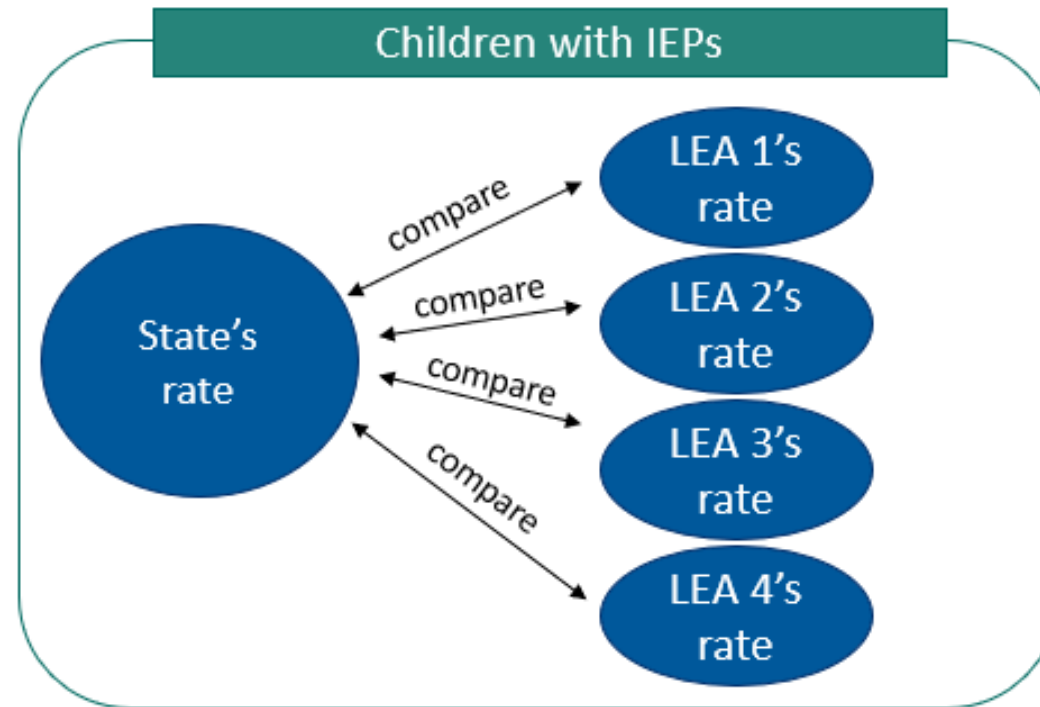 Children with IEPs
State's
rate
compare
compare
compare
compare
LEA 1's
rate
LEA 2's
rate
LEA 3's
rate
LEA 4's
rate